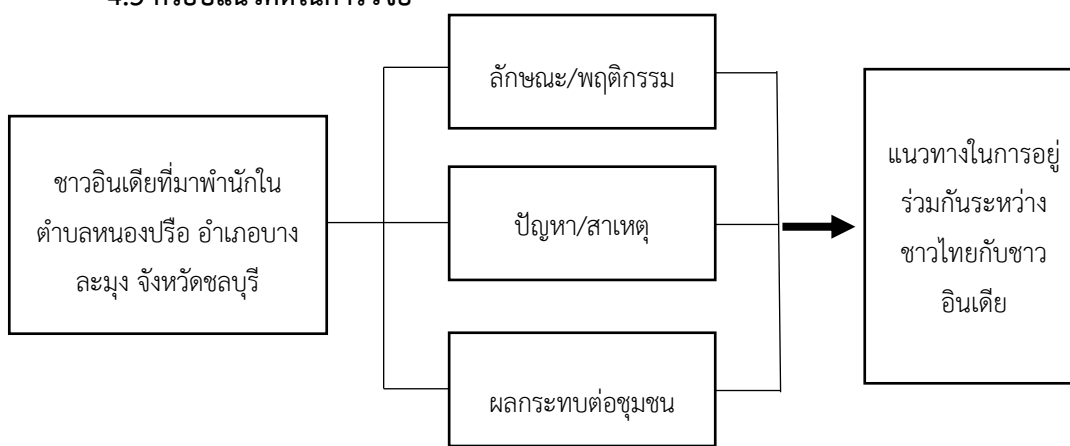 ลักษณะ/พฤติกรรม
ชาวอินเดียที่มาพำนักใน
ตำบลหนองปรือ อำเภอบาง
ละมุง จังหวัดชลบุรี
ปัญหา/สาเหตุ
ผลกระทบต่อชุมชน
แนวทางในการอยู่
ร่วมกันระหว่าง
ชาวไทยกับชาว
อินเดีย